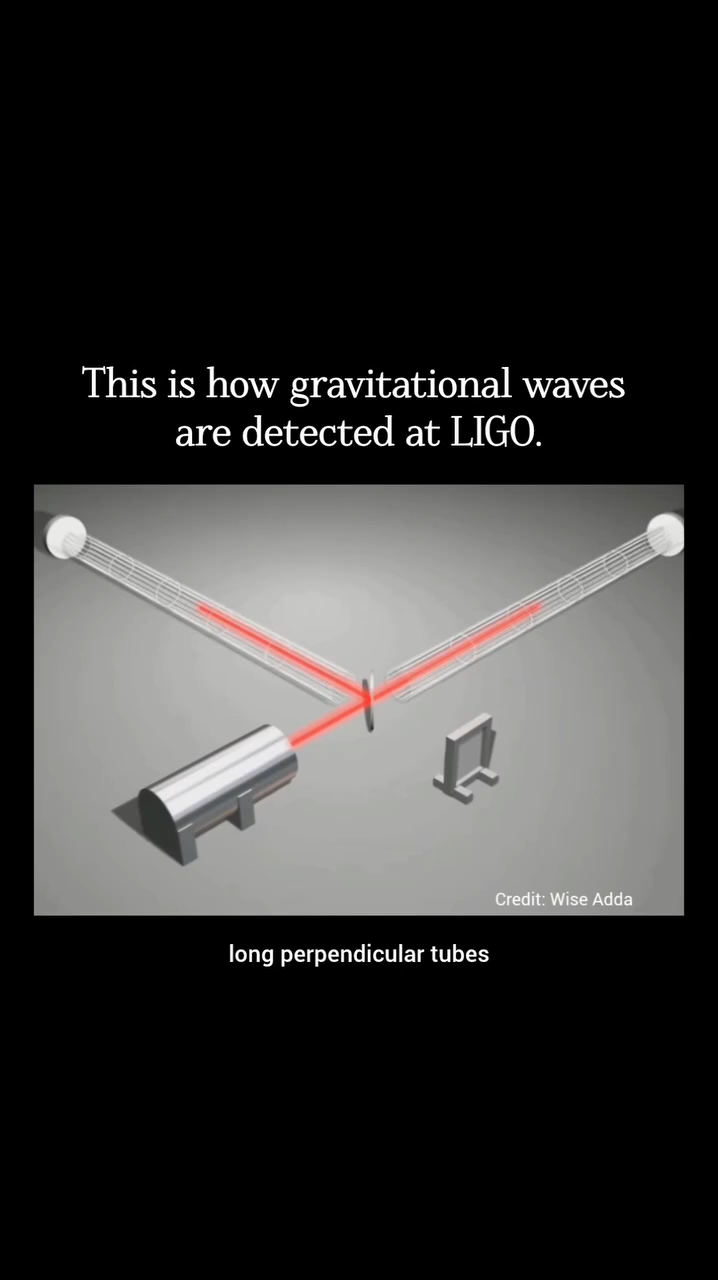 This is how gravitational waves
are detected at LIGO.
Credit: Wise Adda
long perpendicular tubes